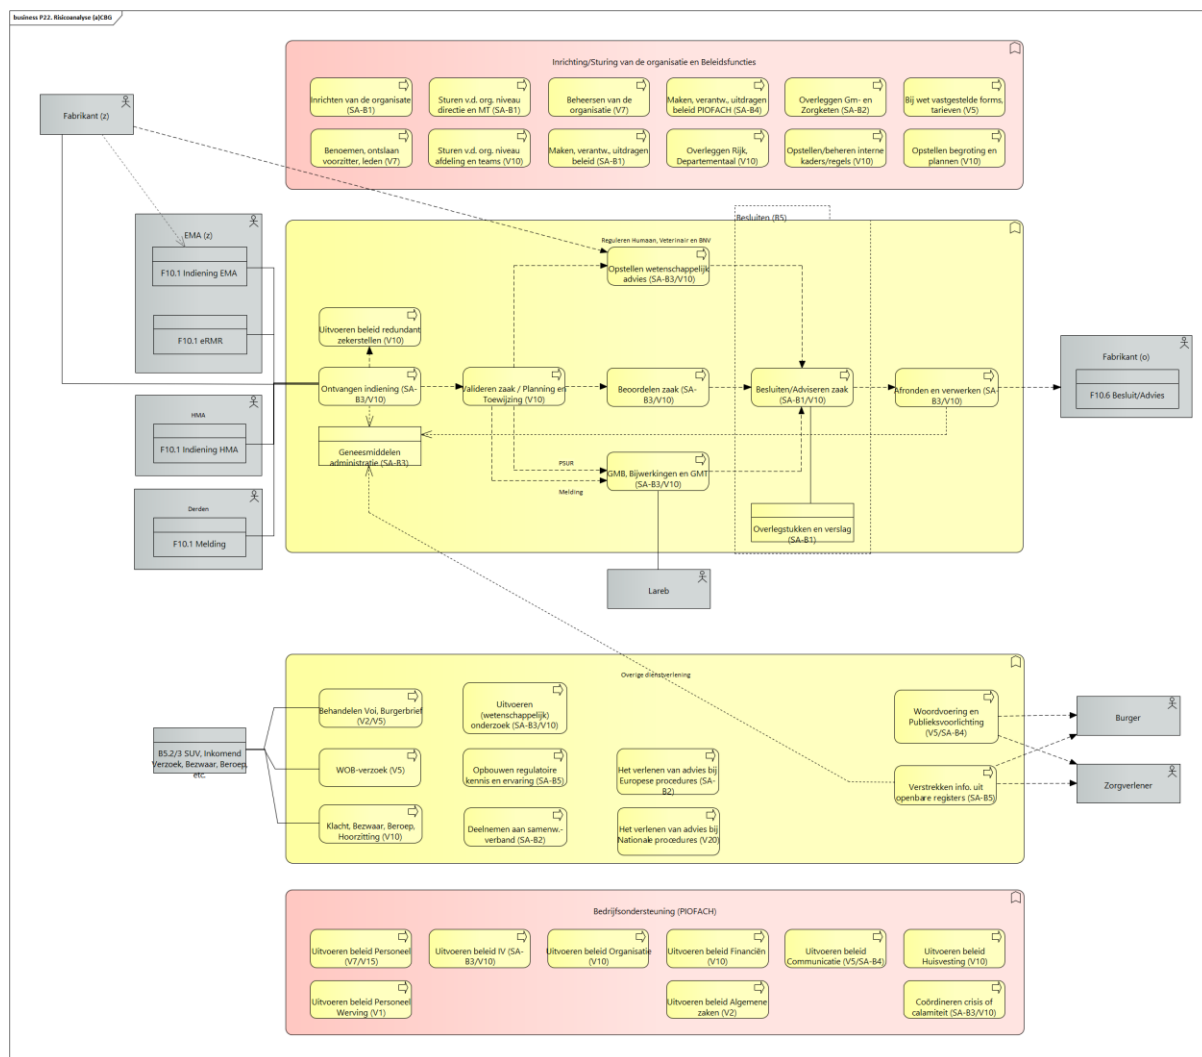 business P22. Risicoanalyse (a)CBG
Inrichting/Sturing van de organisatie en Beleidsfuncties
Fabrikant (z)
Inrichten van de organisate
(SA-B1)
Sturen v.d. org. niveau
directie en MT (SA-B1)
Beheersen van de
organisatie (V7)
Maken, verantw., uitdragen
beleid PIOFACH (SA-B4)
Overleggen Gm- en
Zorgketen (SA-B2)
Bij wet vastgestelde forms,
tarieven (V5)
Benoemen, ontslaan
voorzitter, leden (V7)
Sturen v.d. org. niveau
afdeling en teams (V10)
Maken, verantw., uitdragen
beleid (SA-B1)
Overleggen Rijk,
Departementaal (V10)
Opstellen/beheren interne
kaders/regels (V10)
Opstellen begroting en
plannen (V10)
Besluiten (B5)
EMA (z)
F10.1 Indiening EMA
F10.1 eRMR
Reguleren Humaan, Veterinair en BNV
Opstellen wetenschappelijk
advies (SA-B3/V10)
Uitvoeren beleid redundant
zekerstellen (V10)
Ontvangen indiening (SA-
B3/V10)
Valideren zaak / Planning en
Toewijzing (V10)
Beoordelen zaak (SA-
B3/V10)
Besluiten/Adviseren zaak
(SA-B1/V10)
Afronden en verwerken (SA-
B3/V10)
Fabrikant (o)
F10.6 Besluit/Advies
HMA
F10.1 Indiening HMA
Geneesmiddelen
administratie (SA-B3)
PSUR
Melding
GMB, Bijwerkingen en GMT
(SA-B3/V10)
Derden
F10.1 Melding
Overlegstukken en verslag
(SA-B1)
Lareb
Overige dienstverlening
Behandelen Voi, Burgerbrief
(V2/V5)
Uitvoeren
(wetenschappelijk)
onderzoek (SA-B3/V10)
Woordvoering en
Publieksvoorlichting
(V5/SA-B4)
Burger
B5.2/3 SUV, Inkomend
Verzoek, Bezwaar, Beroep,
etc.
WOB-verzoek (V5)
Opbouwen regulatoire
kennis en ervaring (SA-B5)
Het verlenen van advies bij
Europese procedures (SA-
B2)
Verstrekken info. uit
openbare registers (SA-B5)
Zorgverlener
Klacht, Bezwaar, Beroep,
Hoorzitting (V10)
Deelnemen aan samenw.-
verband (SA-B2)
Het verlenen van advies bij
Nationale procedures (V20)
Bedrijfsondersteuning (PIOFACH)
Uitvoeren beleid Personeel
(V7/V15)
Uitvoeren beleid IV (SA-
B3/V10)
Uitvoeren beleid Organisatie
(V10)
Uitvoeren beleid Financiën
(V10)
Uitvoeren beleid
Communicatie (V5/SA-B4)
Uitvoeren beleid
Huisvesting (V10)
Uitvoeren beleid Personeel
Werving (V1)
Uitvoeren beleid Algemene
zaken (V2)
Coördineren crisis of
calamiteit (SA-B3/V10)